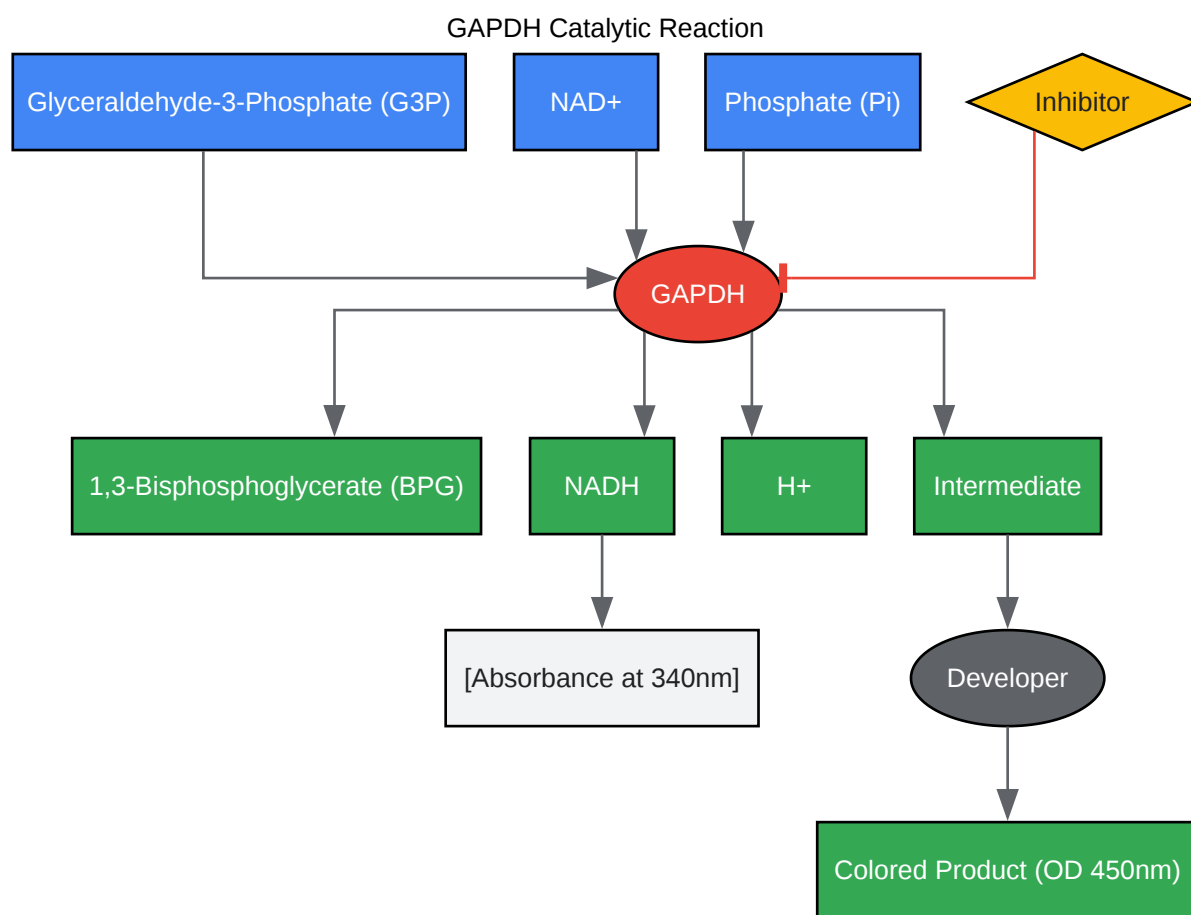 GAPDH Catalytic Reaction
Glyceraldehyde-3-Phosphate (G3P)
NAD+
Phosphate (Pi)
Inhibitor
GAPDH
1,3-Bisphosphoglycerate (BPG)
NADH
H+
Intermediate
[Absorbance at 340nm]
Developer
Colored Product (OD 450nm)